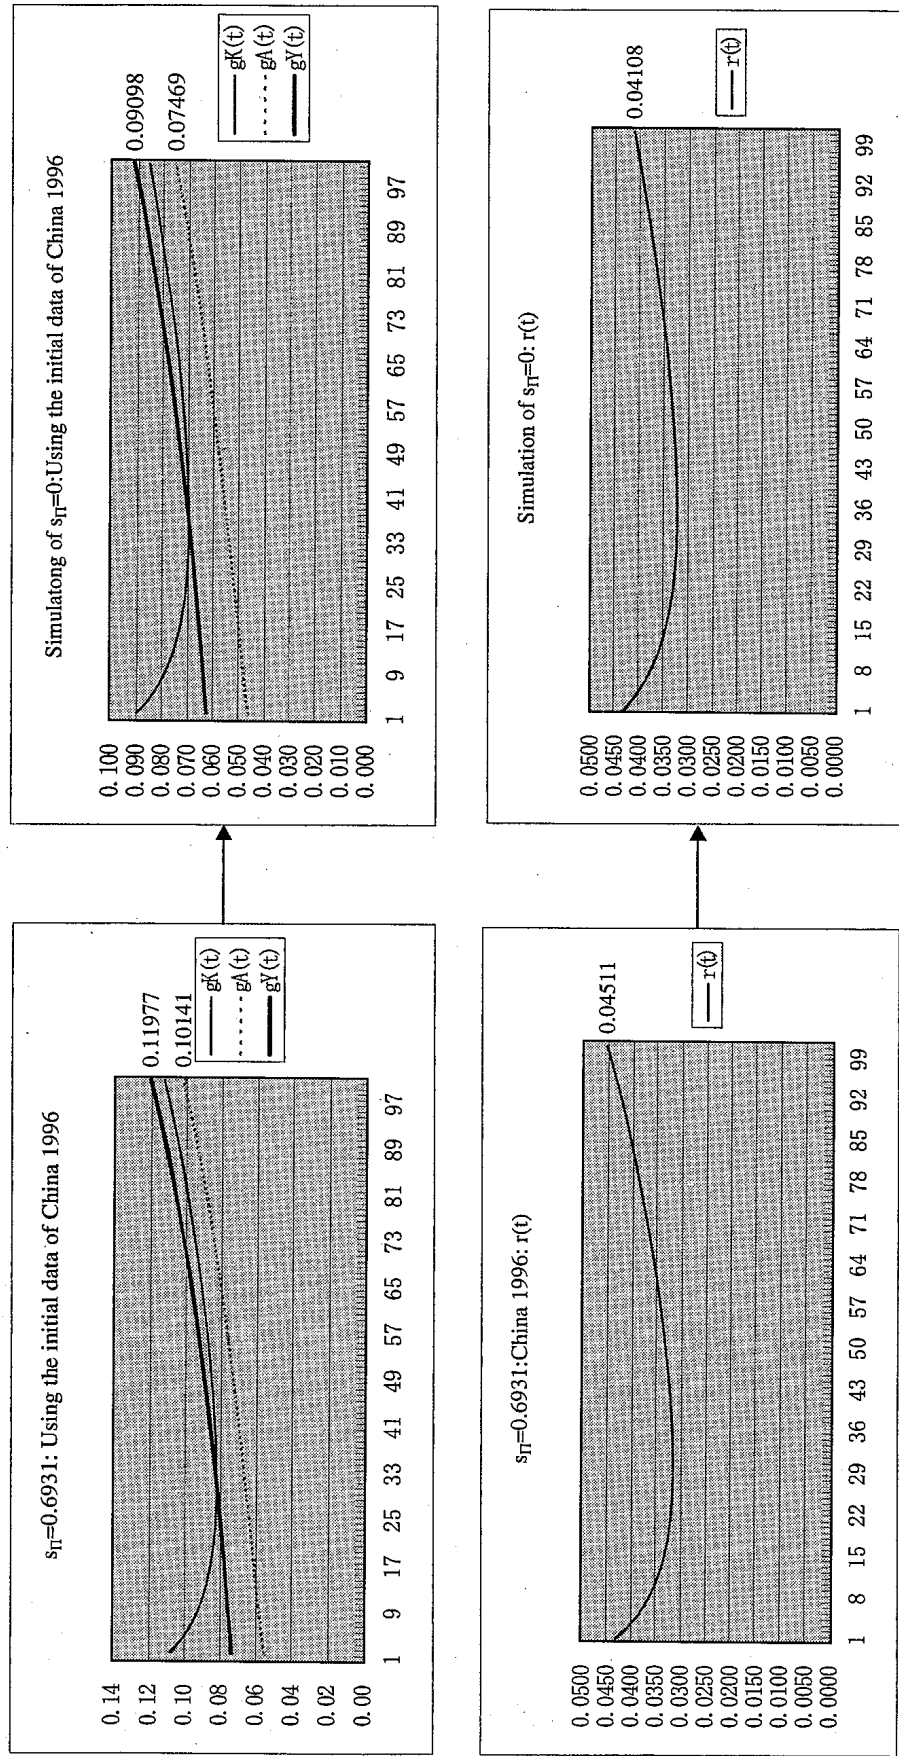 s_Π=0.6931: Using the initial data of China 1996
0.14
0.12
0.10
0.08
0.06
0.04
0.02
0.00
1 9 17 25 33 41 49 57 65 73 81 89 97
0.11977
0.10141
gK(t)
gA(t)
gY(t)
Simulatong of s_Π=0:Using the initial data of China 1996
0.100
0.090
0.080
0.070
0.060
0.050
0.040
0.030
0.020
0.010
0.000
1 9 17 25 33 41 49 57 65 73 81 89 97
0.09098
0.07469
gK(t)
gA(t)
gY(t)
s_Π=0.6931:China 1996: r(t)
0.0500
0.0450
0.0400
0.0350
0.0300
0.0250
0.0200
0.0150
0.0100
0.0050
0.0000
1 8 15 22 29 36 43 50 57 64 71 78 85 92 99
0.04511
r(t)
Simulation of s_Π=0: r(t)
0.0500
0.0450
0.0400
0.0350
0.0300
0.0250
0.0200
0.0150
0.0100
0.0050
0.0000
1 8 15 22 29 36 43 50 57 64 71 78 85 92 99
0.04108
r(t)